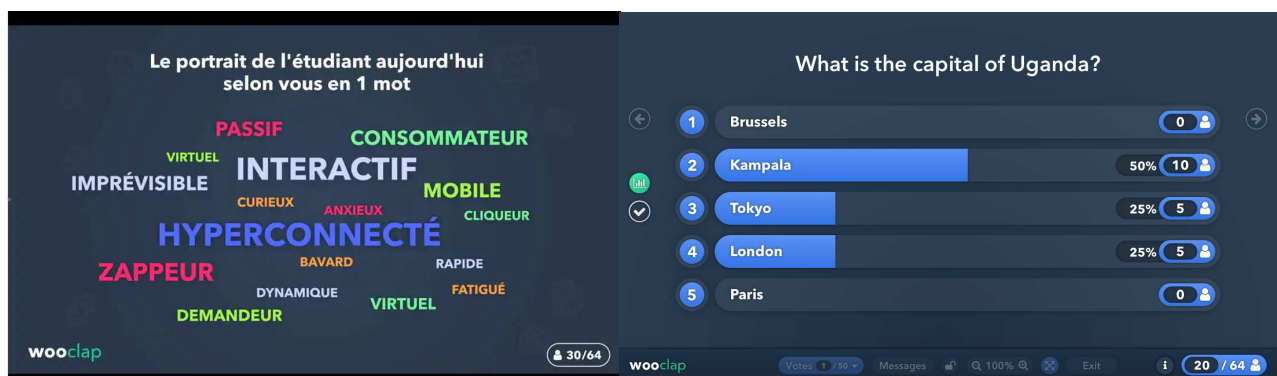 Le portrait de l'étudiant aujourd'hui
selon vous en 1 mot
PASSIF
CONSOMMATEUR
VIRTUEL
INTERACTIF
IMPRÉVISIBLE
MOBILE
CURIEUX
ANXIEUX
CLIQUEUR
HYPERCONNECTÉ
BAVARD
RAPIDE
ZAPPEUR
DYNAMIQUE
VIRTUEL
FATIGUÉ
DEMANDEUR
wooclap
30/64
What is the capital of Uganda?
1 Brussels 0
2 Kampala 50% 10
3 Tokyo 25% 5
4 London 25% 5
5 Paris 0
wooclap Votes 1 / 50 Messages 100% Exit i 20 / 64